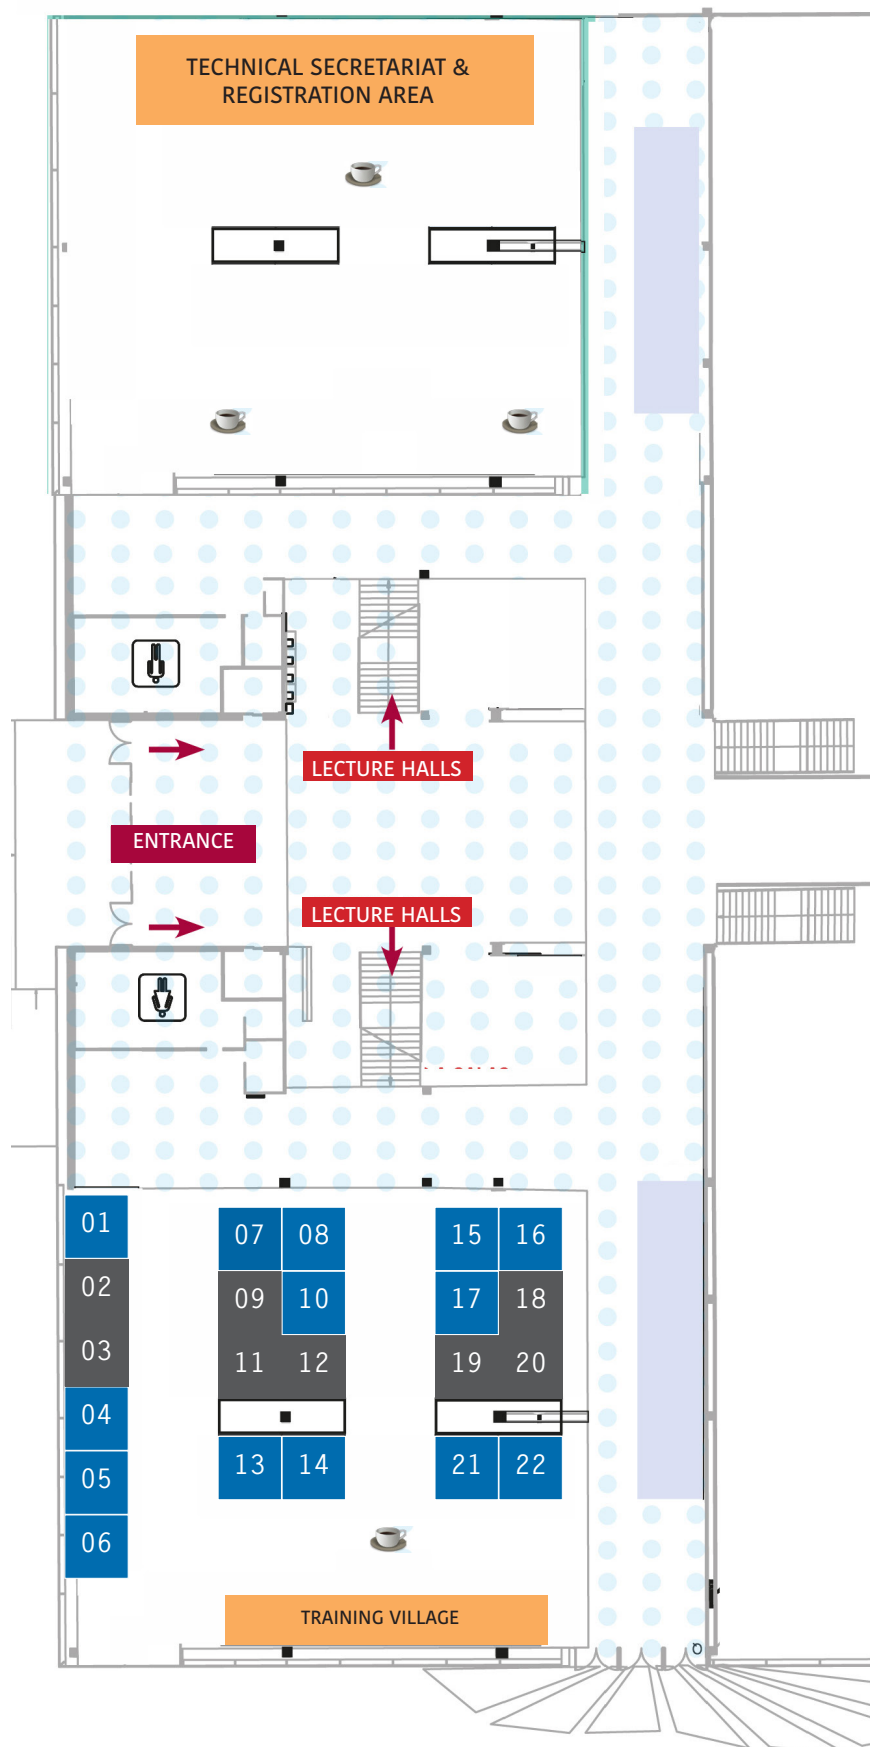 TECHNICAL SECRETARIAT &
REGISTRATION AREA
LECTURE HALLS
ENTRANCE
LECTURE HALLS
01
07 08 15 16
02
09 10 17 18
03
11 12 19 20
04
13 14 21 22
05
06
TRAINING VILLAGE